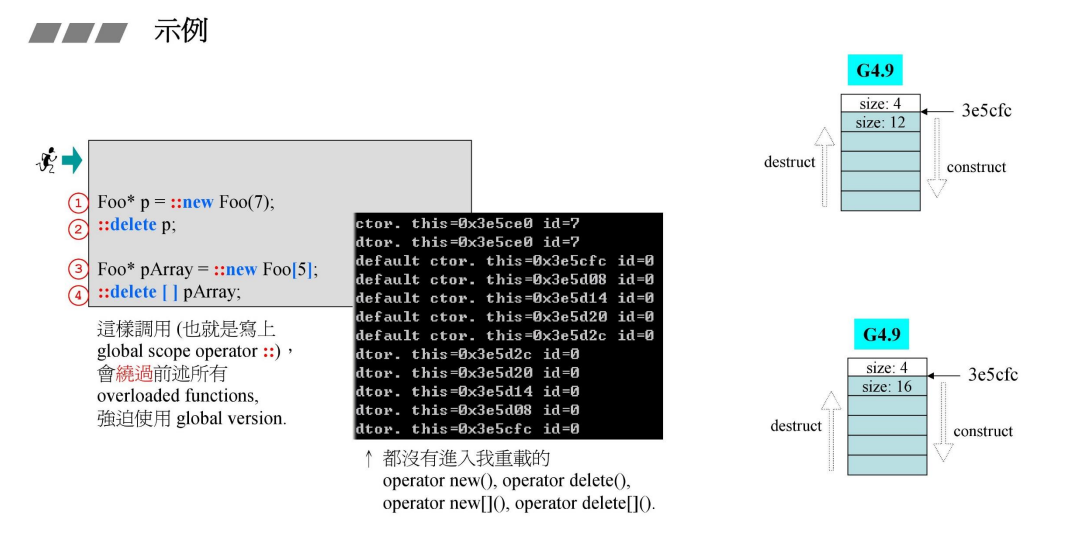 示例
① Foo* p = ::new Foo(7);
② ::delete p;
③ Foo* pArray = ::new Foo[5];
④ ::delete [ ] pArray;
這樣調用 (也就是寫上
global scope operator ::)，
會繞過前述所有
overloaded functions,
強迫使用 global version.
ctor. this=0x3e5ce0 id=7
dtor. this=0x3e5ce0 id=7
default ctor. this=0x3e5cfc id=0
default ctor. this=0x3e5d08 id=0
default ctor. this=0x3e5d14 id=0
default ctor. this=0x3e5d20 id=0
default ctor. this=0x3e5d2c id=0
dtor. this=0x3e5d2c id=0
dtor. this=0x3e5d20 id=0
dtor. this=0x3e5d14 id=0
dtor. this=0x3e5d08 id=0
dtor. this=0x3e5cfc id=0
↑ 都沒有進入我重載的
operator new(), operator delete(),
operator new[](), operator delete[]().
G4.9
size: 4
3e5cfc
size: 12
destruct
construct
G4.9
size: 4
3e5cfc
size: 16
destruct
construct